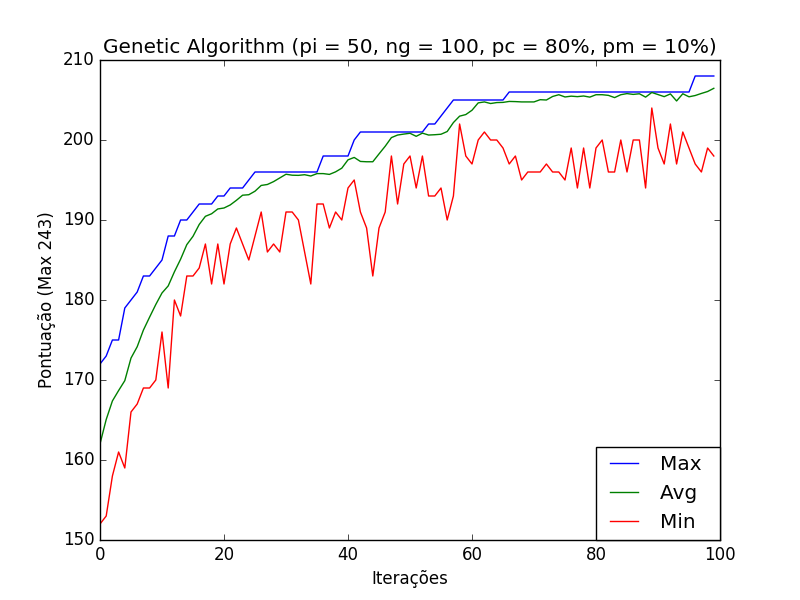 Genetic Algorithm (pi = 50, ng = 100, pc = 80%, pm = 10%)
210
200
190
180
170
160
150
Pontuação (Max 243)
Max
Avg
Min
0 20 40 60 80 100
Iterações